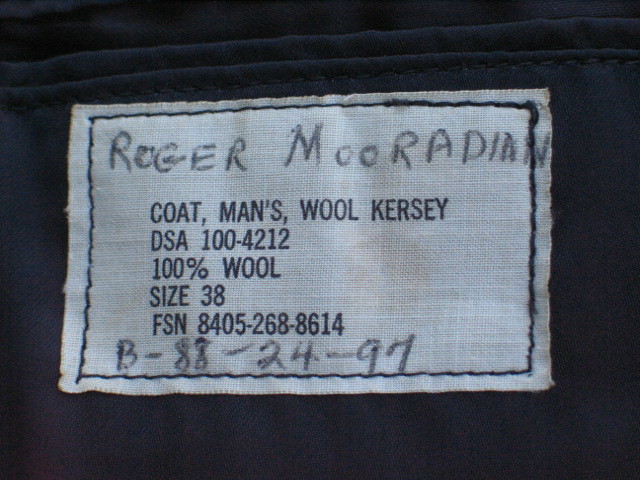 ROGER MOORADIAN
COAT, MAN'S, WOOL KERSEY
DSA 100-4212
100% WOOL
SIZE 38
FSN 8405-268-8614
B-88-24-97